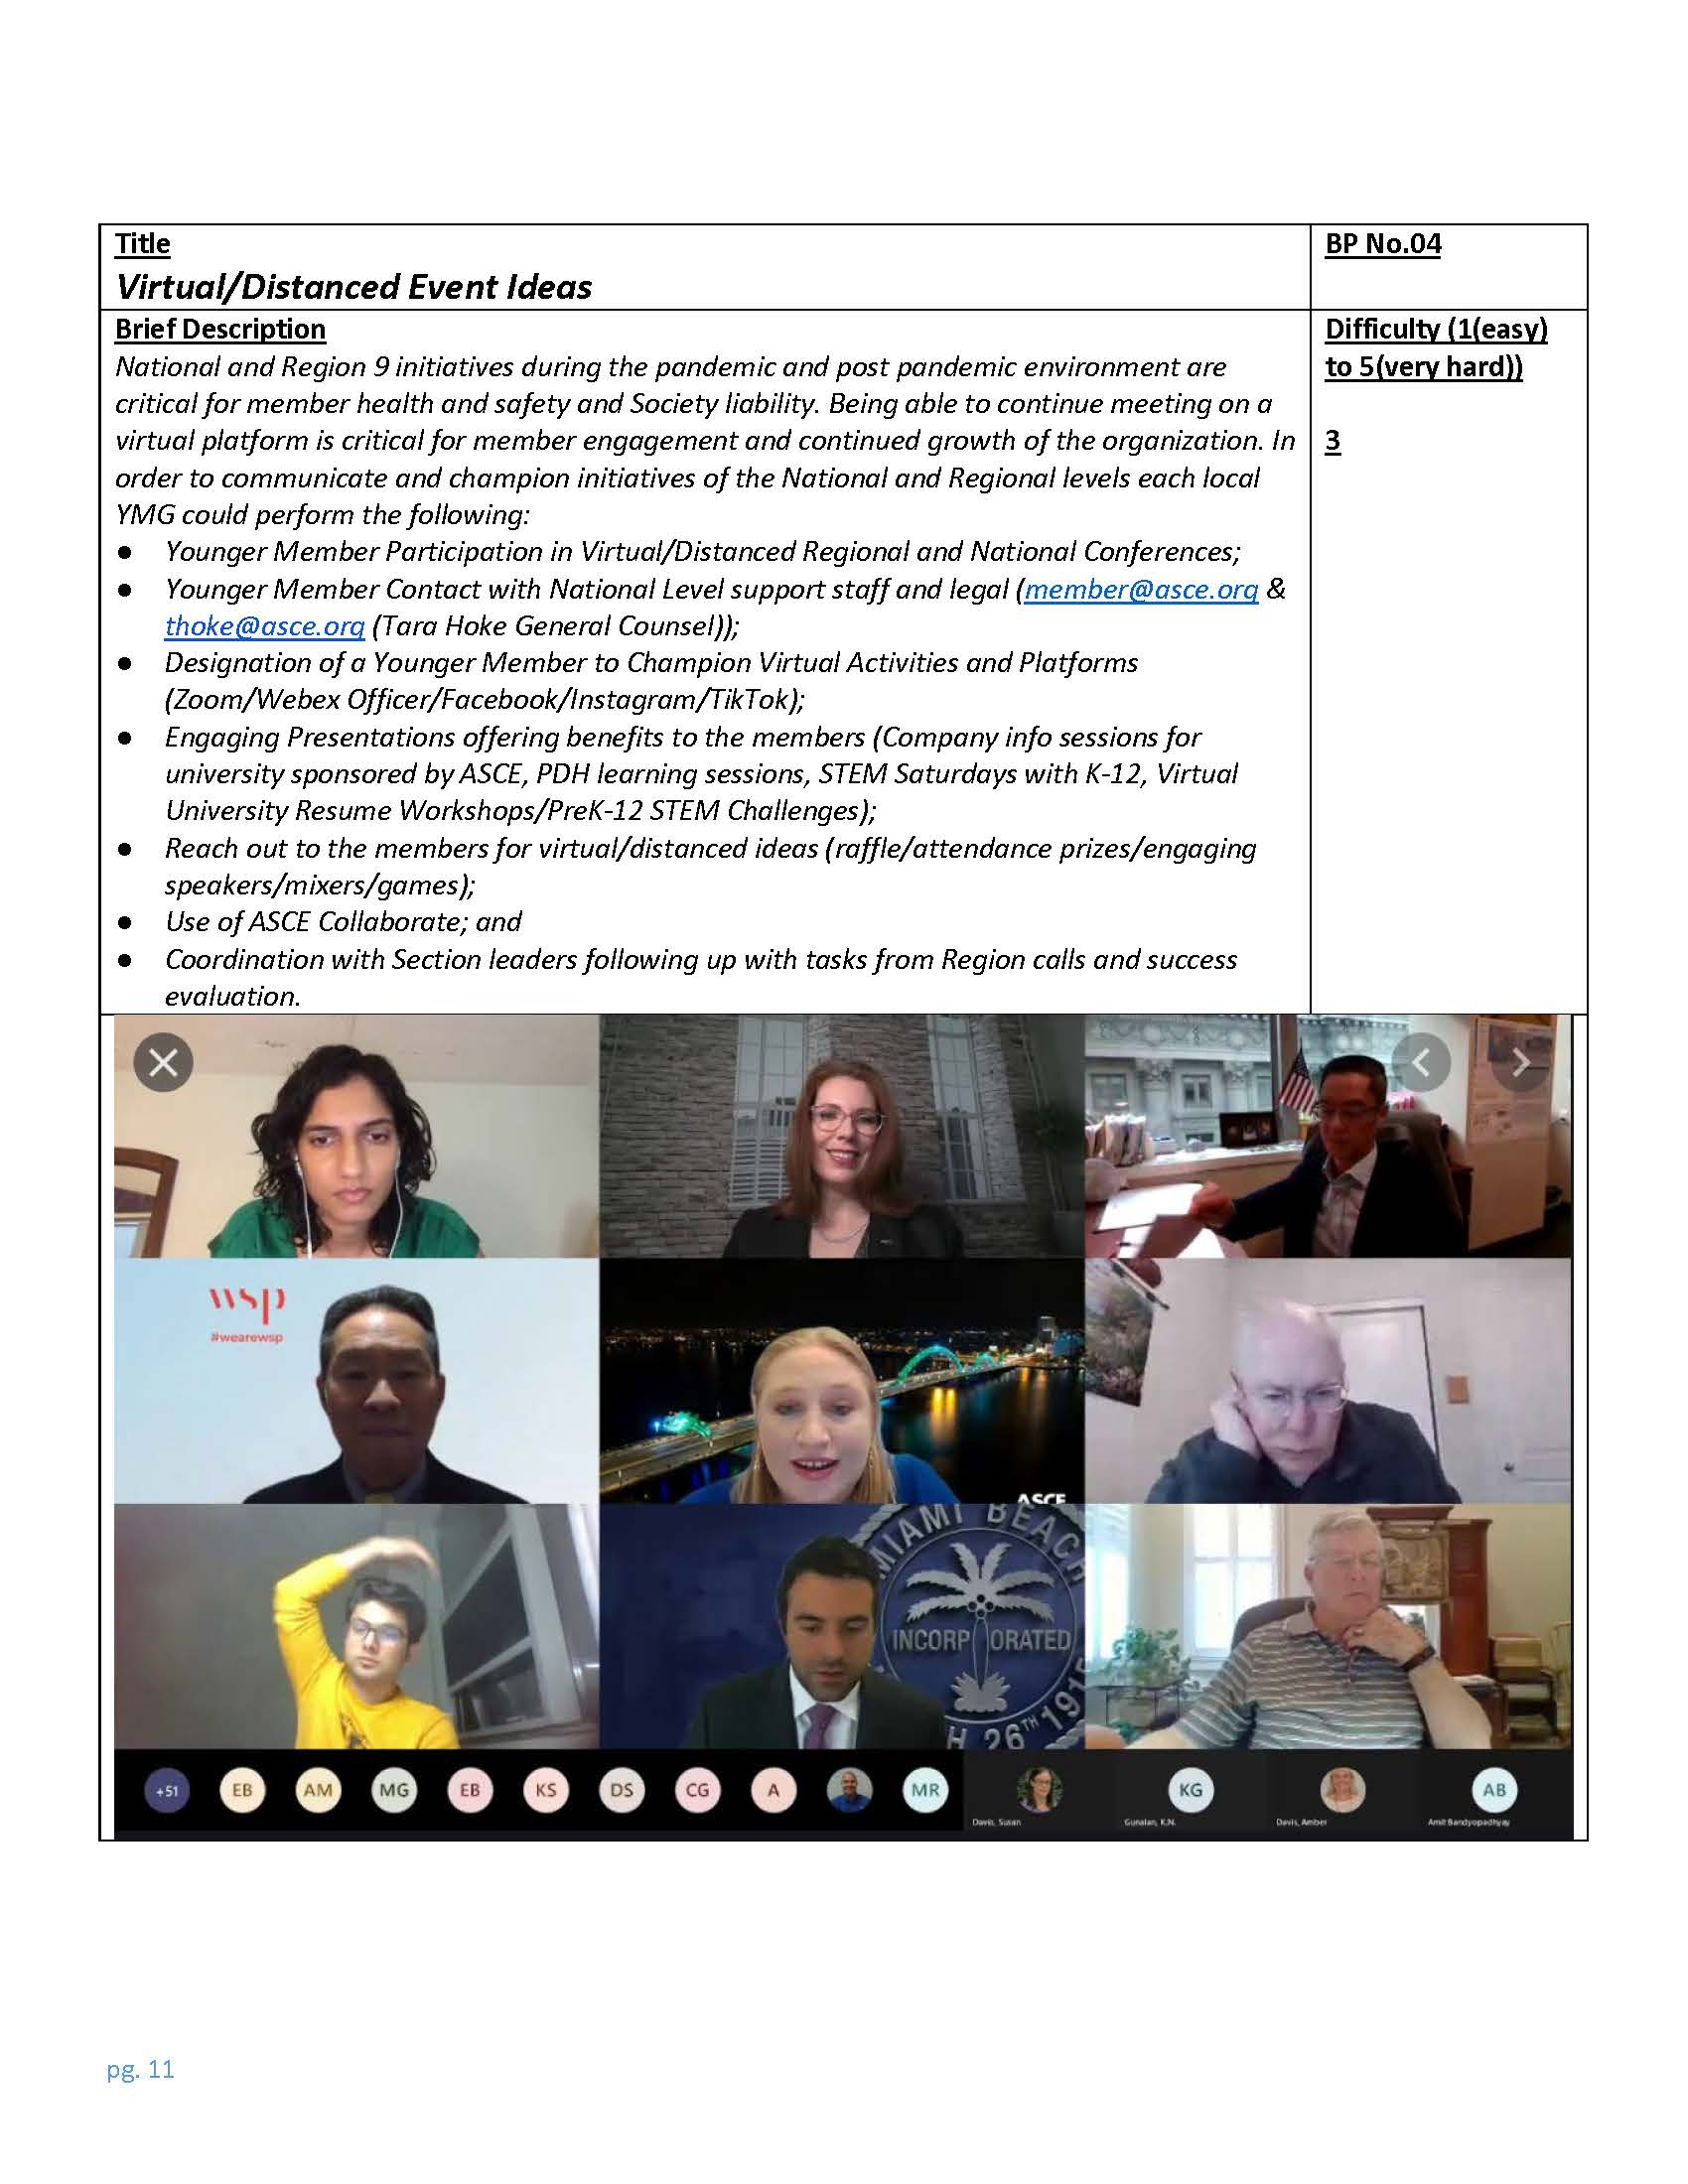 Title
Virtual/Distanced Event Ideas
BP No.04
Brief Description
National and Region 9 initiatives during the pandemic and post pandemic environment are
critical for member health and safety and Society liability. Being able to continue meeting on a
virtual platform is critical for member engagement and continued growth of the organization. In
order to communicate and champion initiatives of the National and Regional levels each local
YMG could perform the following:
● Younger Member Participation in Virtual/Distanced Regional and National Conferences;
● Younger Member Contact with National Level support staff and legal (member@asce.org &
thoke@asce.org (Tara Hoke General Counsel));
● Designation of a Younger Member to Champion Virtual Activities and Platforms
(Zoom/Webex Officer/Facebook/Instagram/TikTok);
● Engaging Presentations offering benefits to the members (Company info sessions for
university sponsored by ASCE, PDH learning sessions, STEM Saturdays with K-12, Virtual
University Resume Workshops/PreK-12 STEM Challenges);
● Reach out to the members for virtual/distanced ideas (raffle/attendance prizes/engaging
speakers/mixers/games);
● Use of ASCE Collaborate; and
● Coordination with Section leaders following up with tasks from Region calls and success
evaluation.
Difficulty (1(easy)
to 5(very hard))
3
wsp
#wearewsp
ASCE
MIAMI BEACH
INCORPORATED
H 26TH 1915
+51 EB AM MG EB KS DS CG A MR KG AB
Davis, Susan
Gunalan, K.N.
Davis, Amber
Amit Bandyopadhyay
pg. 11